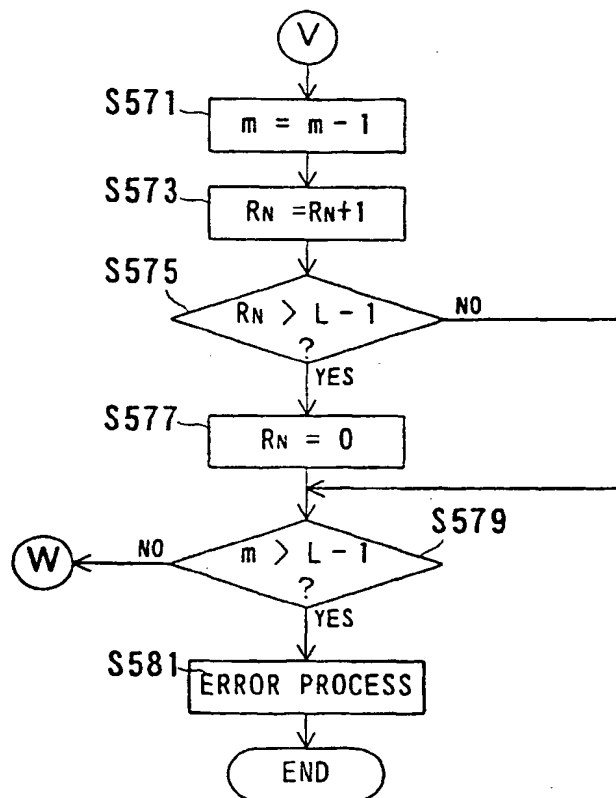 V
S571
m = m - 1
S573
RN =RN+1
S575
RN > L - 1
?
NO
YES
S577
RN = 0
S579
m > L - 1
?
NO
W
YES
S581
ERROR PROCESS
END